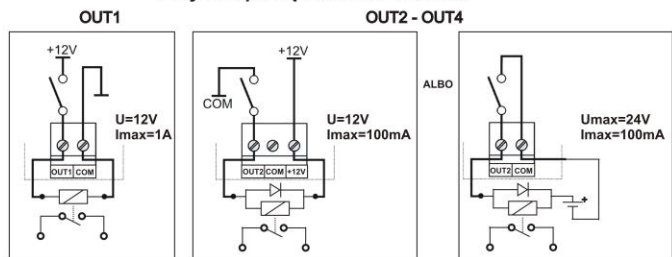 OUT1
OUT2 - OUT4
+12V
U=12V
Imax=1A
OUT1 COM
COM
+12V
U=12V
Imax=100mA
OUT2 COM +12V
ALBO
Umax=24V
Imax=100mA
OUT2 COM
+